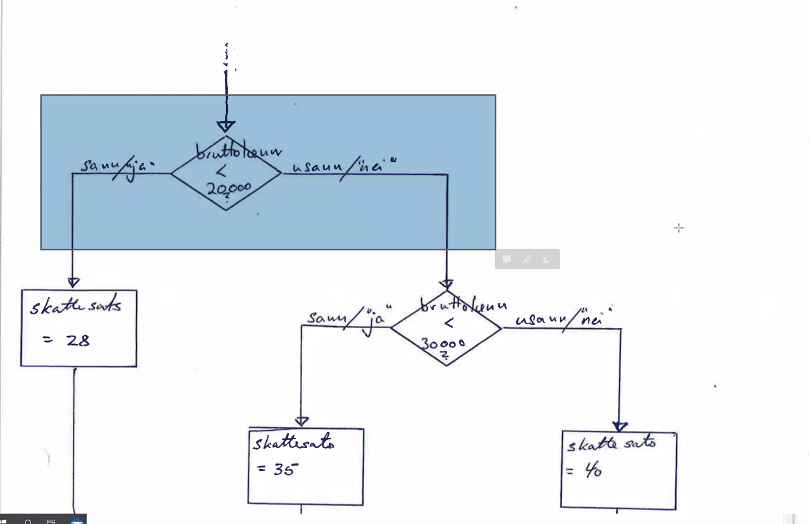 bruttolønn
sann/"ja"
<
usann/"nei"
20000
?
skattesats
= 28
bruttolønn
sann/"ja"
<
usann/"nei"
30000
?
skattesats
= 35
skattesats
= 40